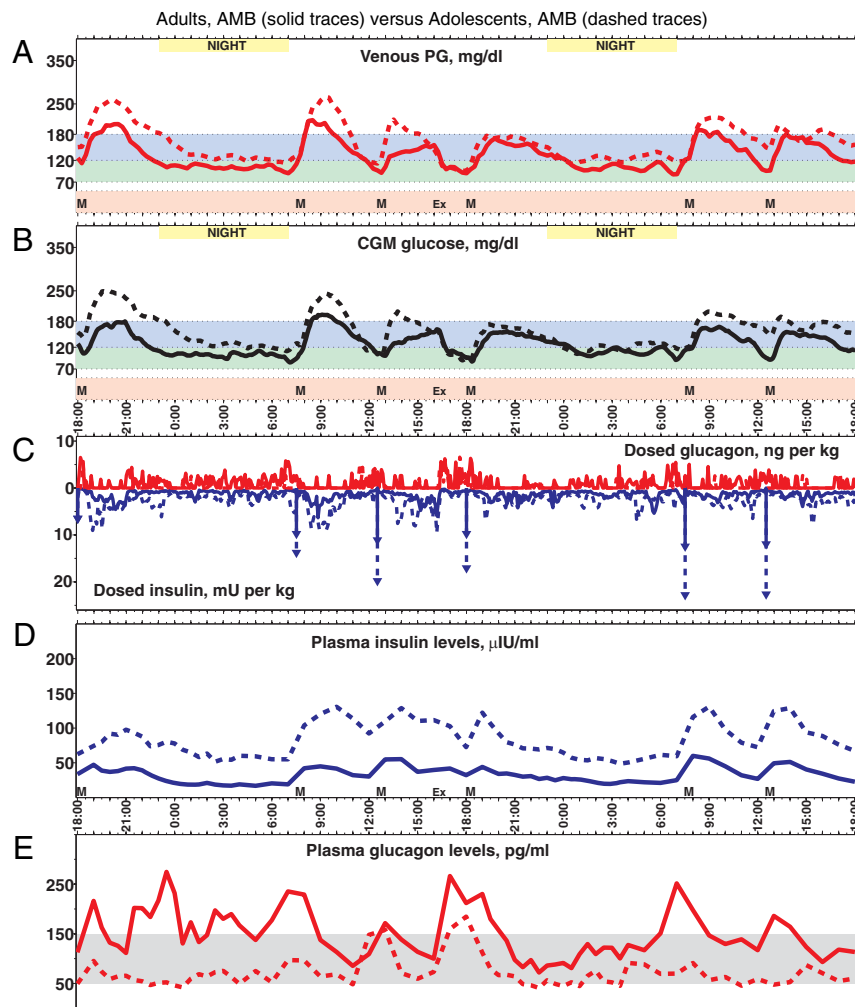 Adults, AMB (solid traces) versus Adolescents, AMB (dashed traces)
A
NIGHT NIGHT
Venous PG, mg/dl
350
250
180
120
70
M M M Ex M M M
B
NIGHT NIGHT
CGM glucose, mg/dl
350
250
180
120
70
M M M Ex M M M
18:00 21:00 0:00 3:00 6:00 9:00 12:00 15:00 18:00 21:00 0:00 3:00 6:00 9:00 12:00 15:00 18:00
C
10
Dosed glucagon, ng per kg
0
10
20
Dosed insulin, mU per kg
D
Plasma insulin levels, μIU/ml
200
150
100
50
M M M Ex M M M
18:00 21:00 0:00 3:00 6:00 9:00 12:00 15:00 18:00 21:00 0:00 3:00 6:00 9:00 12:00 15:00 18:00
E
Plasma glucagon levels, pg/ml
250
150
50